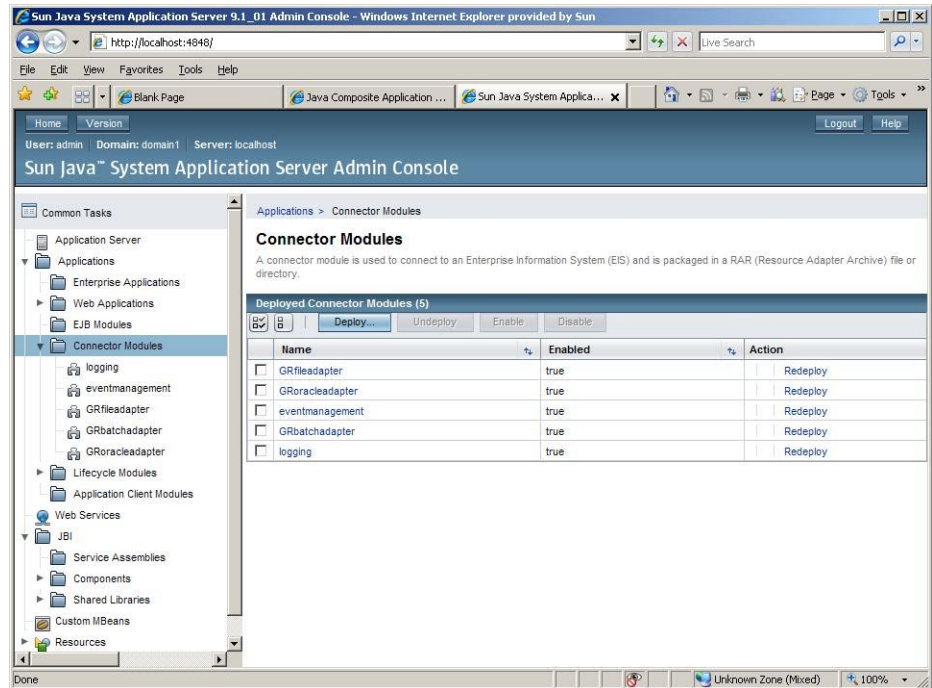 Sun Java System Application Server 9.1_01 Admin Console - Windows Internet Explorer provided by Sun
http://localhost:4848/
Live Search
File Edit View Favorites Tools Help
Blank Page
Java Composite Application ...
Sun Java System Applica...
Page
Tools
Home Version
Logout Help
User: admin Domain: domain1 Server: localhost
Sun Java™ System Application Server Admin Console
Common Tasks
Application Server
Applications
Enterprise Applications
Web Applications
EJB Modules
Connector Modules
logging
eventmanagement
GRfileadapter
GRbatchadapter
GRoracleadapter
Lifecycle Modules
Application Client Modules
Web Services
JBI
Service Assemblies
Components
Shared Libraries
Custom MBeans
Resources
Applications > Connector Modules
Connector Modules
A connector module is used to connect to an Enterprise Information System (EIS) and is packaged in a RAR (Resource Adapter Archive) file or
directory.
Deployed Connector Modules (5)
Deploy... Undeploy Enable Disable
Name Enabled Action
GRfileadapter true Redeploy
GRoracleadapter true Redeploy
eventmanagement true Redeploy
GRbatchadapter true Redeploy
logging true Redeploy
Done
Unknown Zone (Mixed)
100%